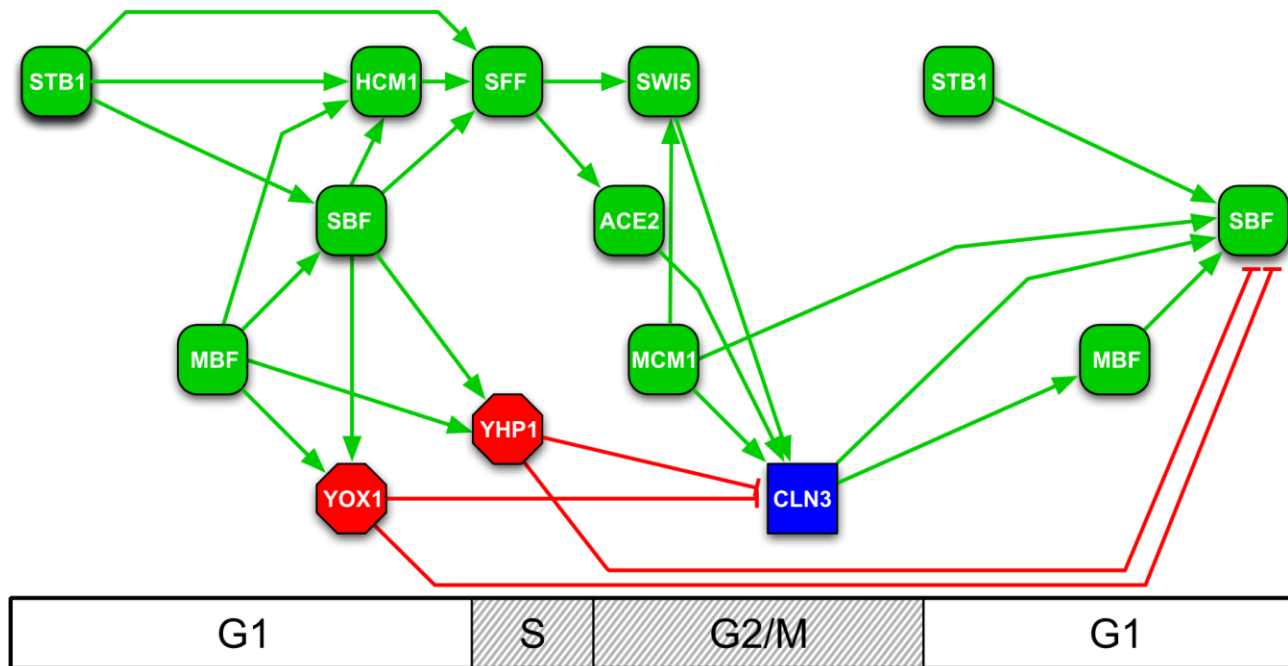 STB1
HCM1
SFF
SWI5
STB1
SBF
ACE2
SBF
MBF
MCM1
MBF
YHP1
YOX1
CLN3
G1
S
G2/M
G1